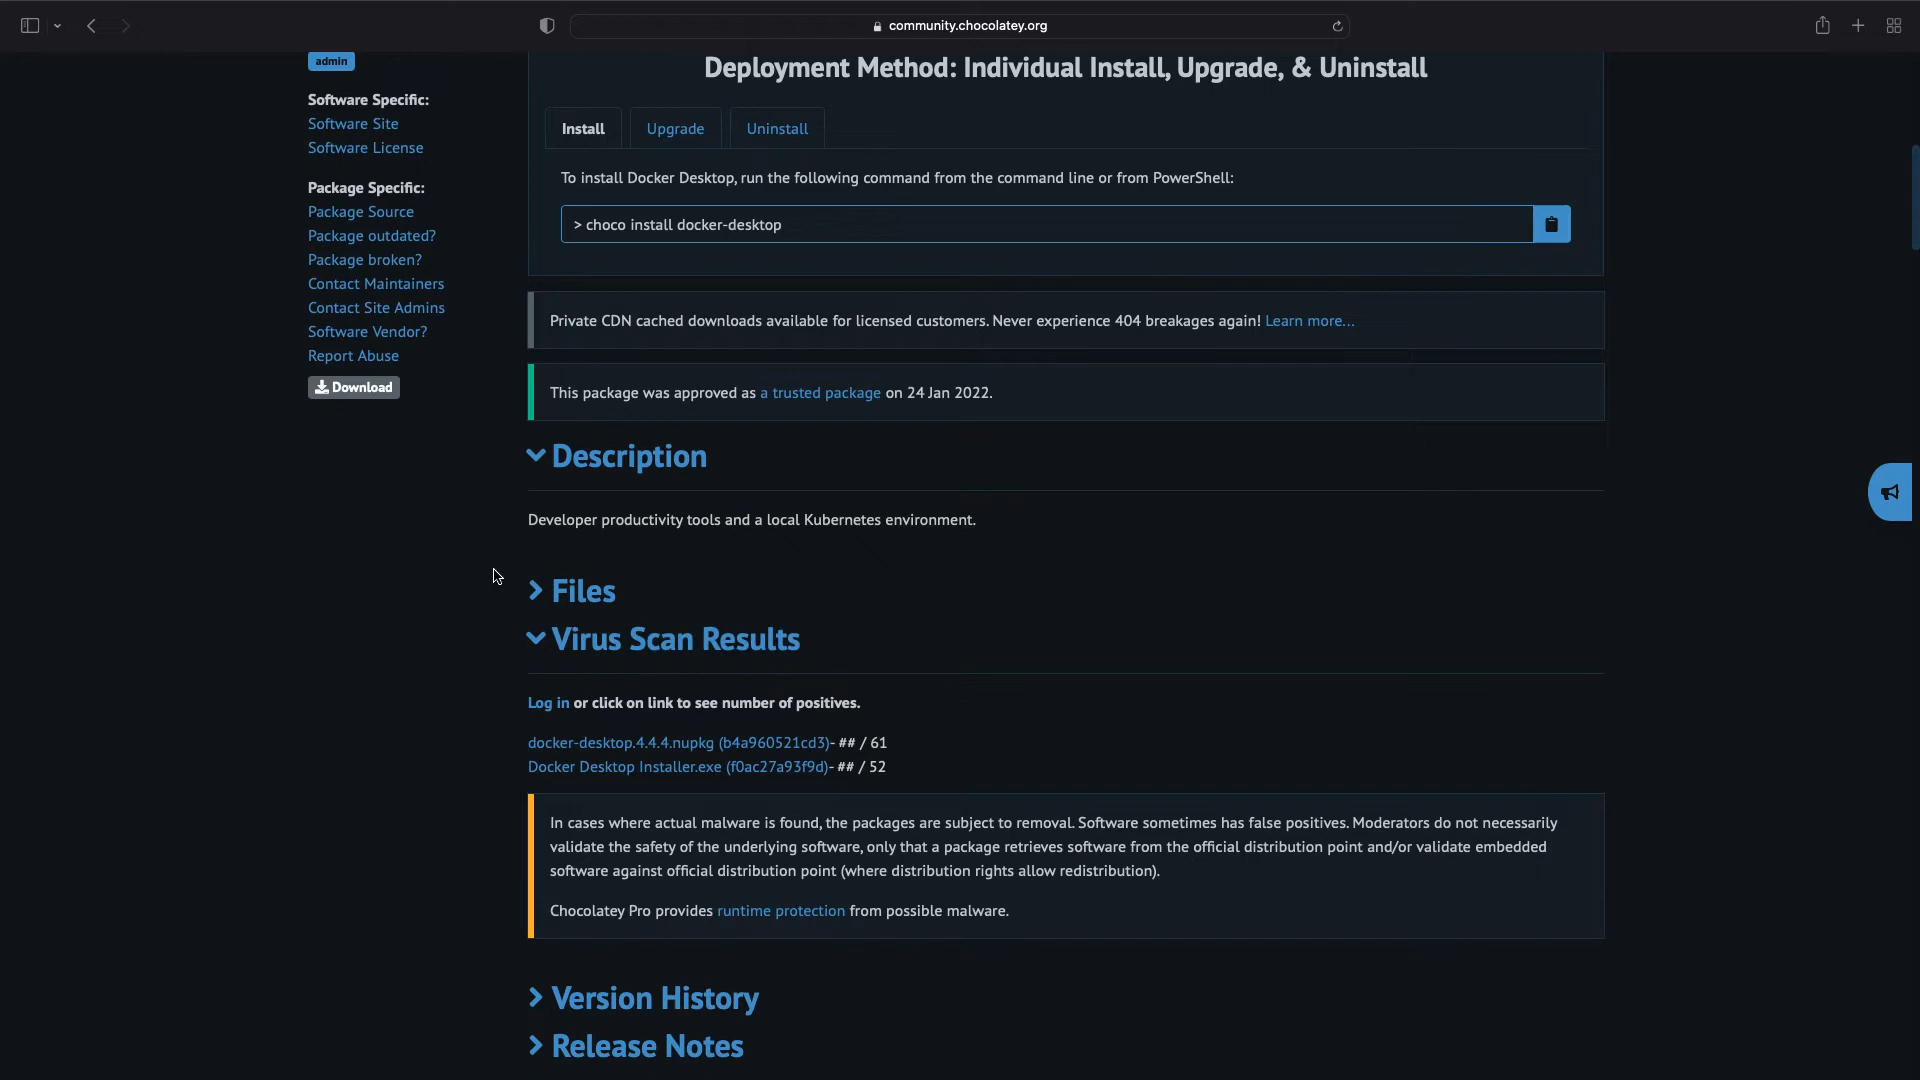 community.chocolatey.org
admin
Software Specific:
Software Site
Software License
Package Specific:
Package Source
Package outdated?
Package broken?
Contact Maintainers
Contact Site Admins
Software Vendor?
Report Abuse
Download
Deployment Method: Individual Install, Upgrade, & Uninstall
Install Upgrade Uninstall
To install Docker Desktop, run the following command from the command line or from PowerShell:
> choco install docker-desktop
Private CDN cached downloads available for licensed customers. Never experience 404 breakages again! Learn more...
This package was approved as a trusted package on 24 Jan 2022.
Description
Developer productivity tools and a local Kubernetes environment.
Files
Virus Scan Results
Log in or click on link to see number of positives.
docker-desktop.4.4.4.nupkg (b4a960521cd3)- ## / 61
Docker Desktop Installer.exe (f0ac27a93f9d)- ## / 52
In cases where actual malware is found, the packages are subject to removal. Software sometimes has false positives. Moderators do not necessarily
validate the safety of the underlying software, only that a package retrieves software from the official distribution point and/or validate embedded
software against official distribution point (where distribution rights allow redistribution).
Chocolatey Pro provides runtime protection from possible malware.
Version History
Release Notes